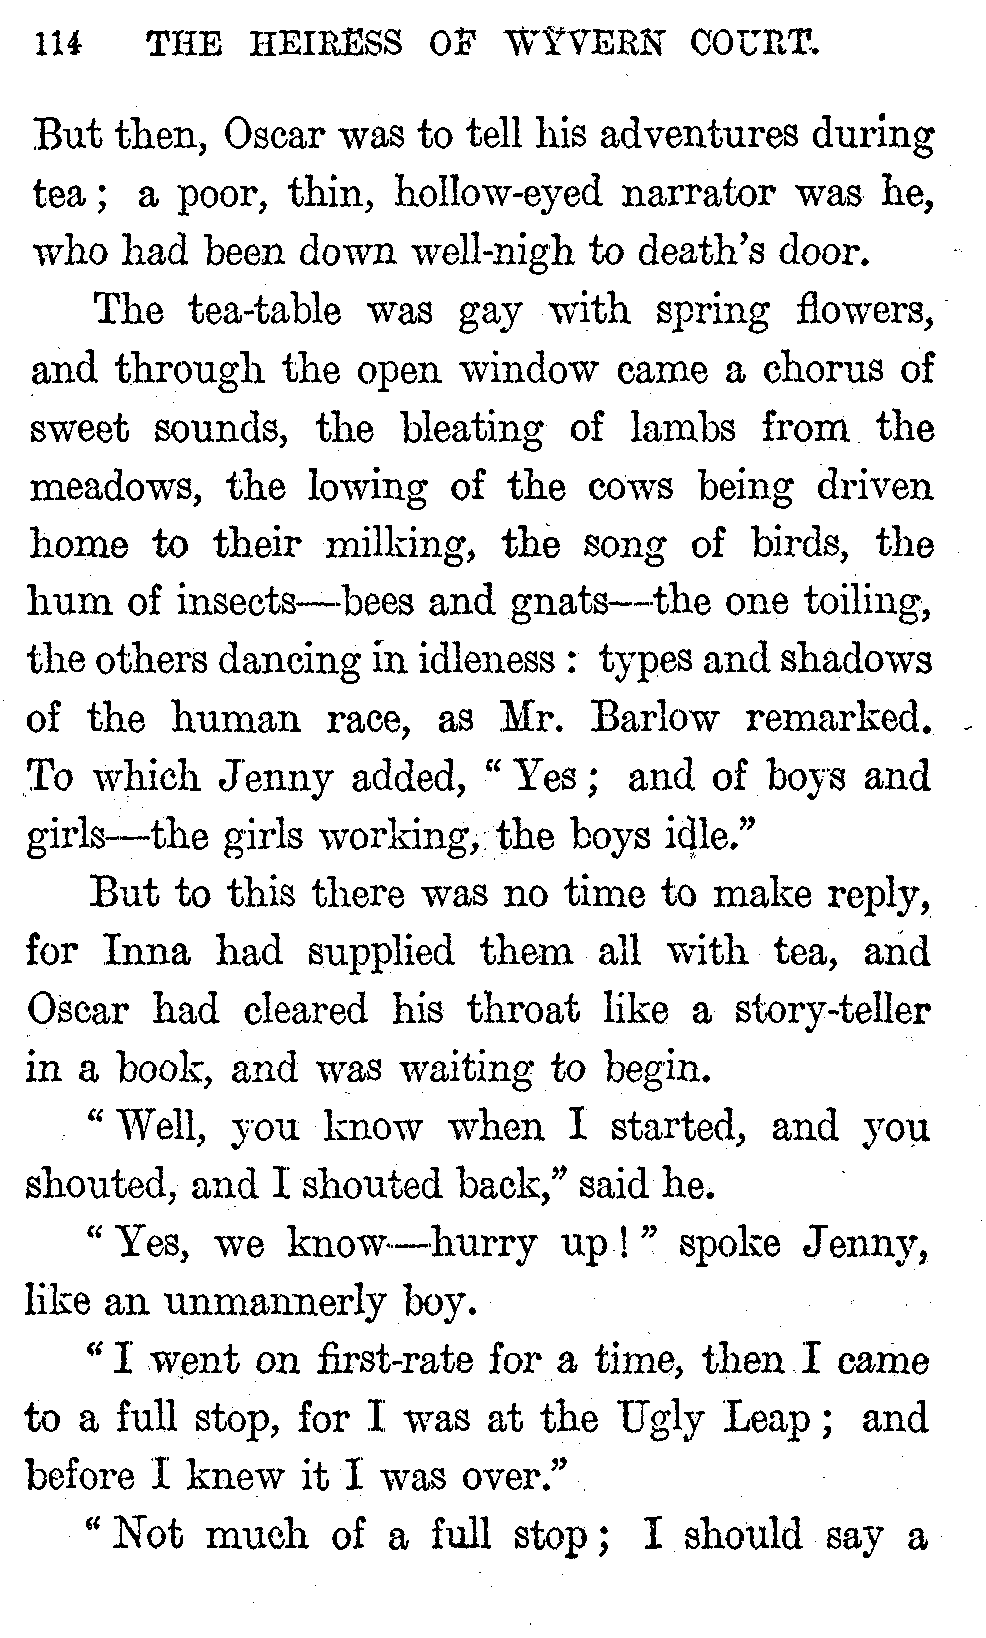 114 THE HEIRESS OF WYVERN COURT.
But then, Oscar was to tell his adventures during
tea; a poor, thin, hollow-eyed narrator was he,
who had been down well-nigh to death's door.
The tea-table was gay with spring flowers,
and through the open window came a chorus of
sweet sounds, the bleating of lambs from the
meadows, the lowing of the cows being driven
home to their milking, the song of birds, the
hum of insects—bees and gnats—the one toiling,
the others dancing in idleness: types and shadows
of the human race, as Mr. Barlow remarked.
To which Jenny added, "Yes; and of boys and
girls—the girls working, the boys idle."
But to this there was no time to make reply,
for Inna had supplied them all with tea, and
Oscar had cleared his throat like a story-teller
in a book, and was waiting to begin.
"Well, you know when I started, and you
shouted, and I shouted back," said he.
"Yes, we know—hurry up!" spoke Jenny,
like an unmannerly boy.
"I went on first-rate for a time, then I came
to a full stop, for I was at the Ugly Leap; and
before I knew it I was over."
"Not much of a full stop; I should say a